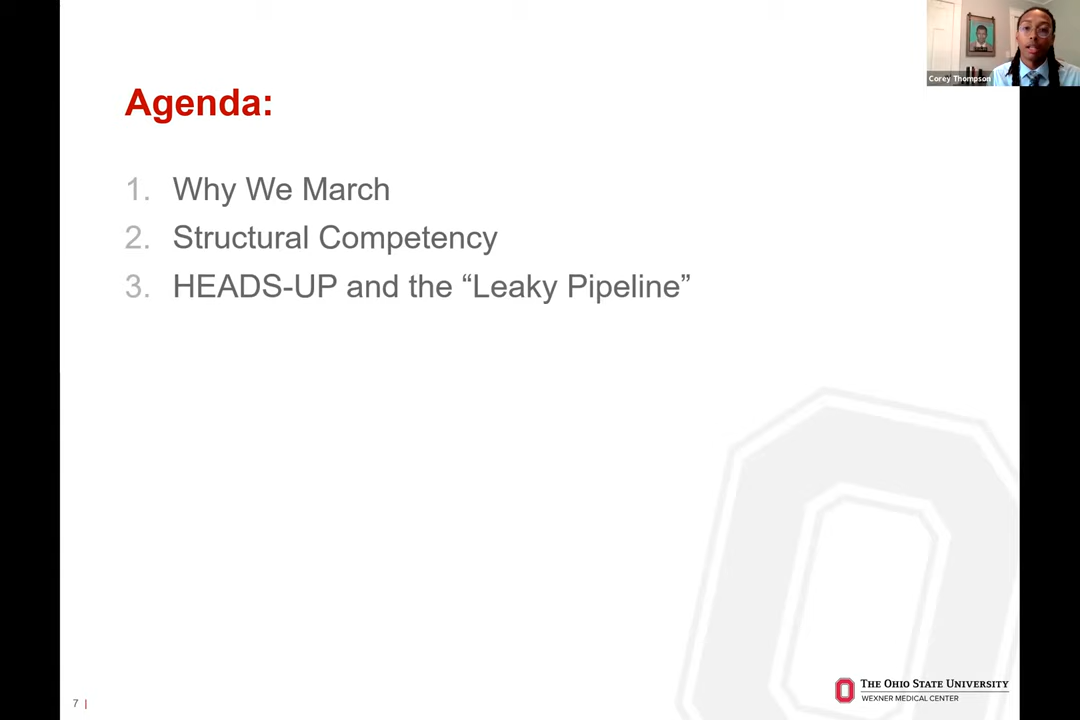 Corey Thompson
Agenda:
1. Why We March
2. Structural Competency
3. HEADS-UP and the “Leaky Pipeline”
7 |
THE OHIO STATE UNIVERSITY
WEXNER MEDICAL CENTER